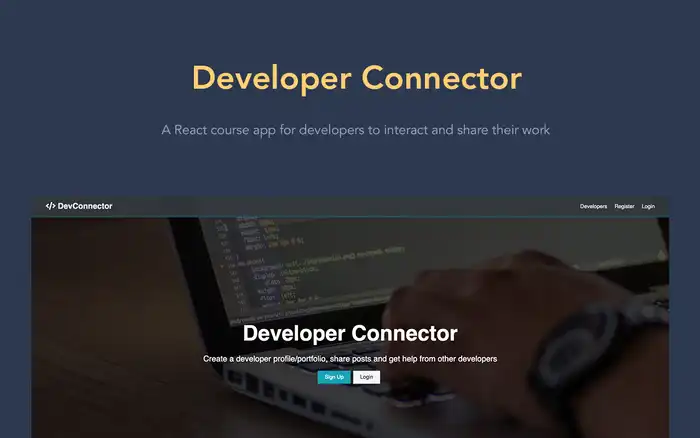 Developer Connector
A React course app for developers to interact and share their work
</> DevConnector
Developers Register Login
Developer Connector
Create a developer profile/portfolio, share posts and get help from other developers
Sign Up Login